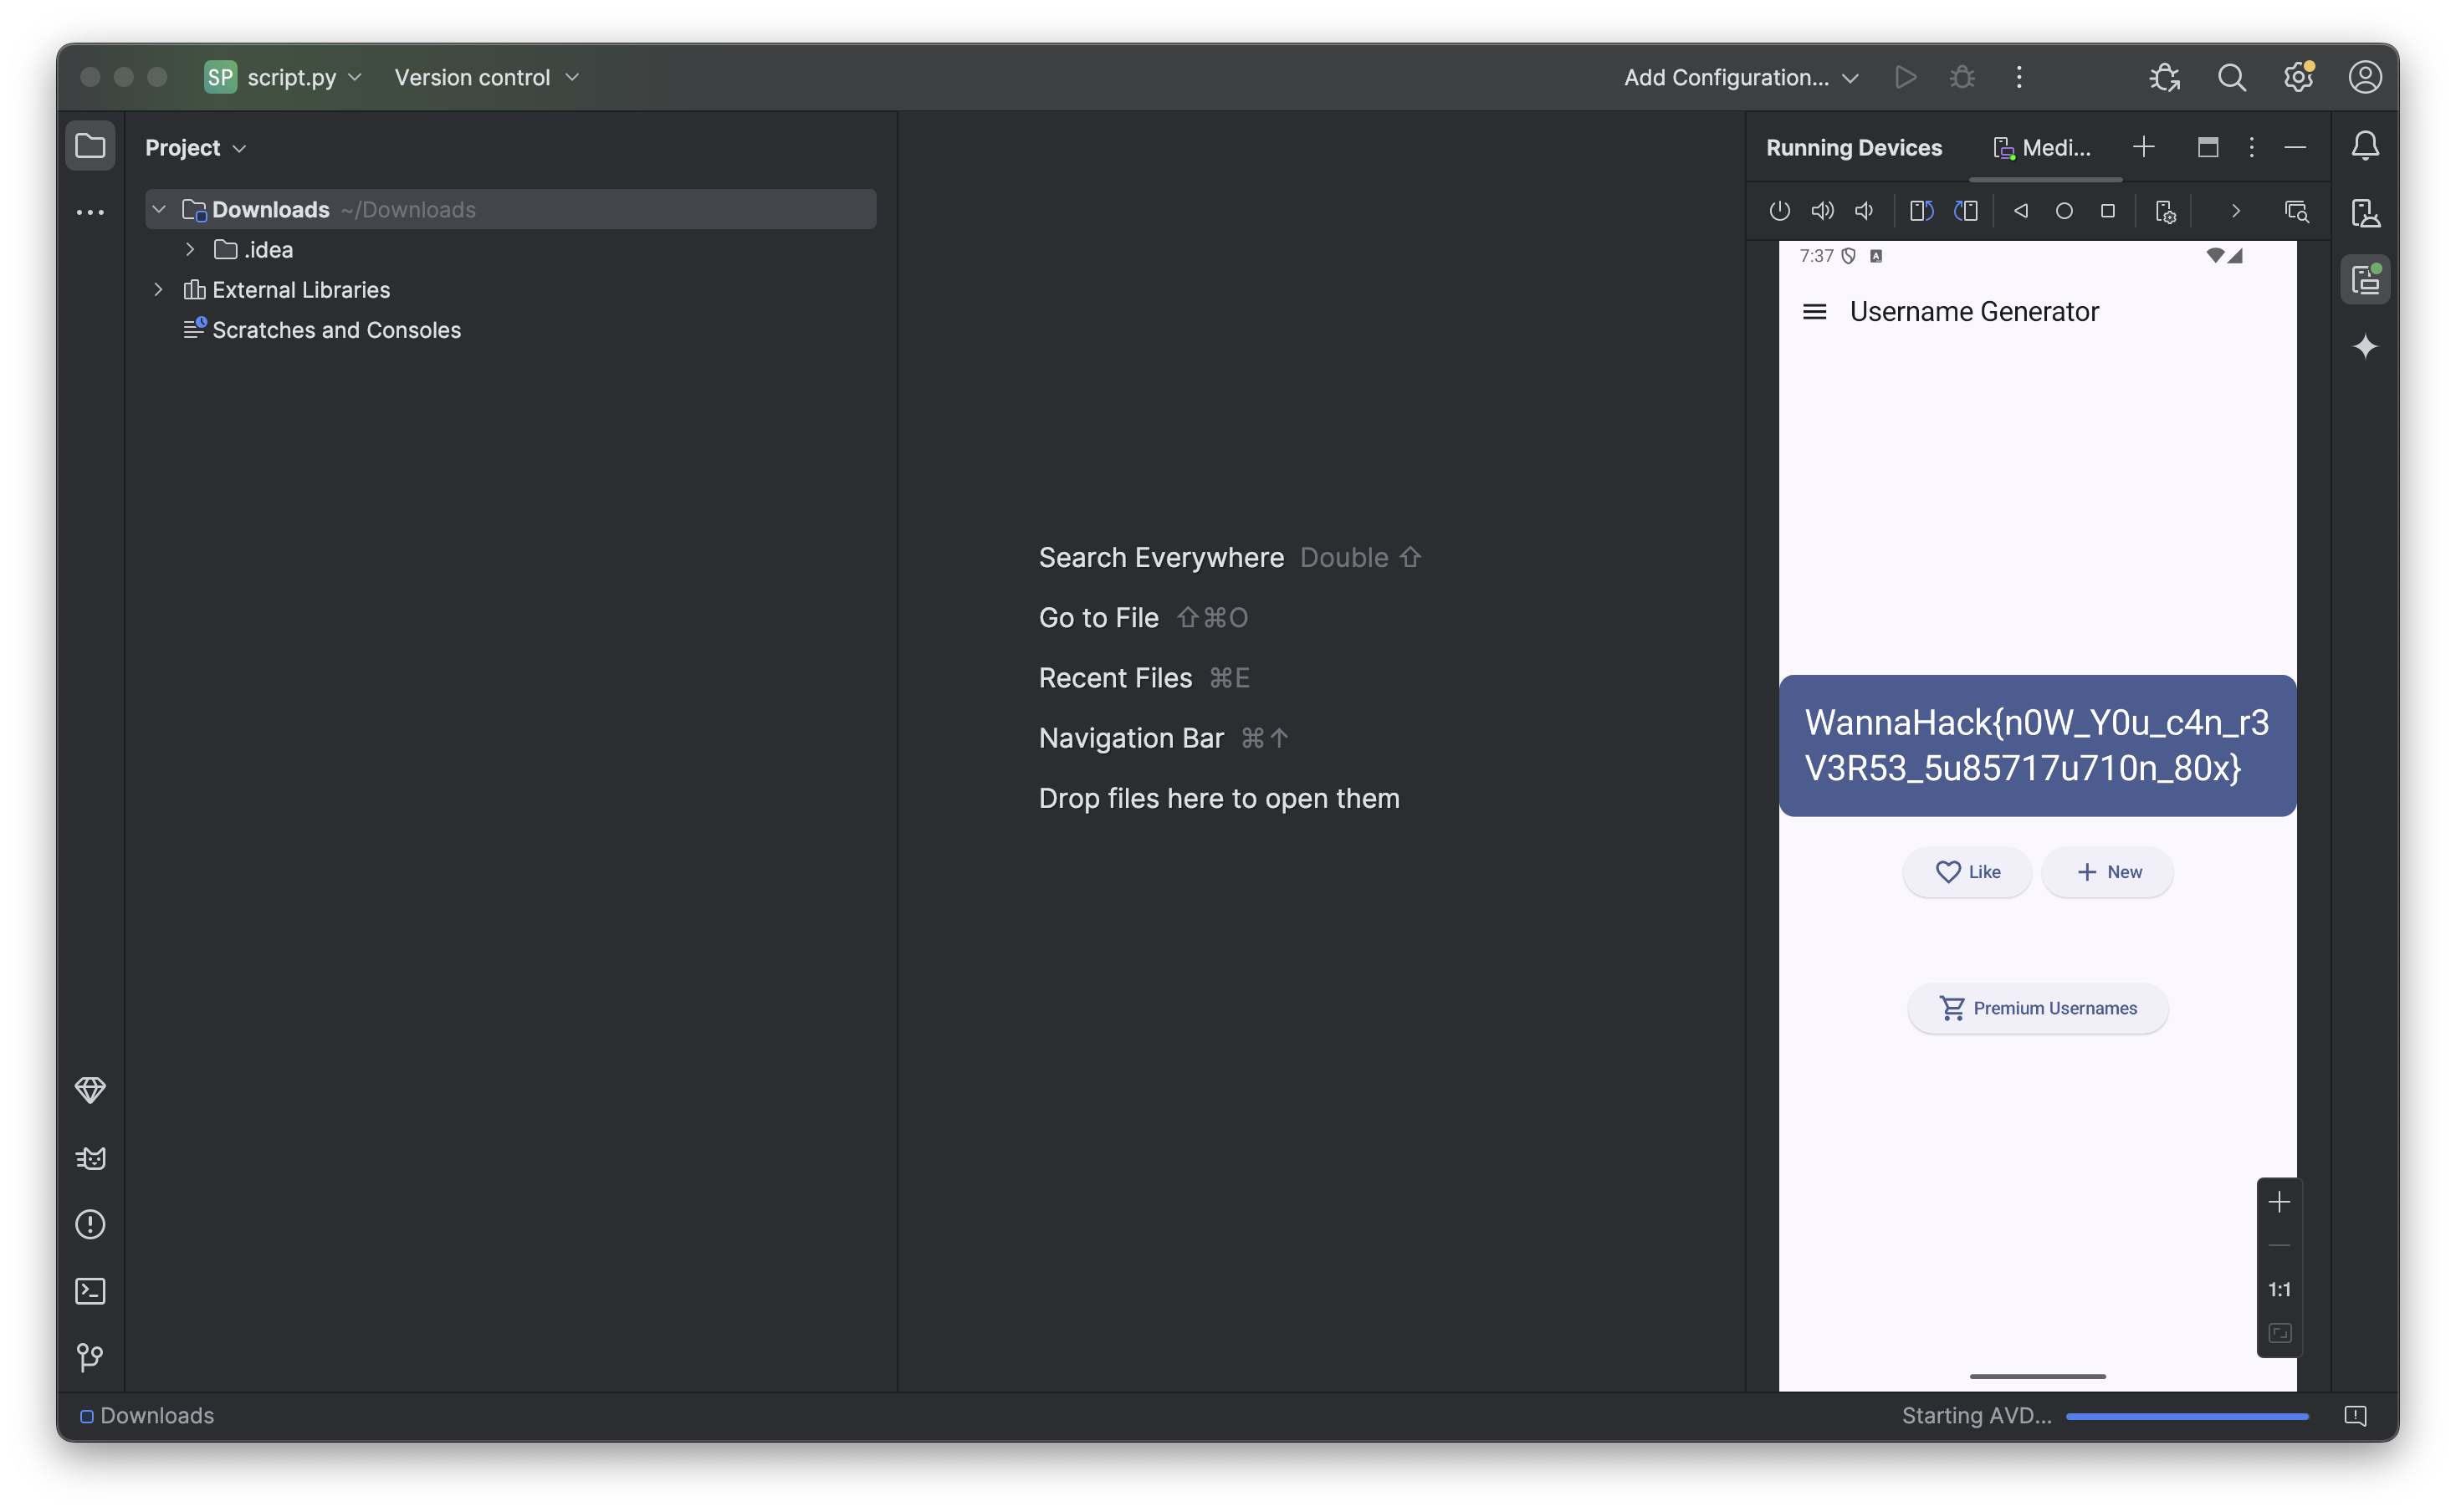 SP script.py Version control Add Configuration...
Project
Running Devices Medi...
Downloads ~/Downloads
.idea
External Libraries
Scratches and Consoles
Search Everywhere Double ⇧
Go to File ⇧⌘O
Recent Files ⌘E
Navigation Bar ⌘↑
Drop files here to open them
7:37 A
Username Generator
WannaHack{n0W_Y0u_c4n_r3
V3R53_5u85717u710n_80x}
Like New
Premium Usernames
1:1
Downloads Starting AVD...